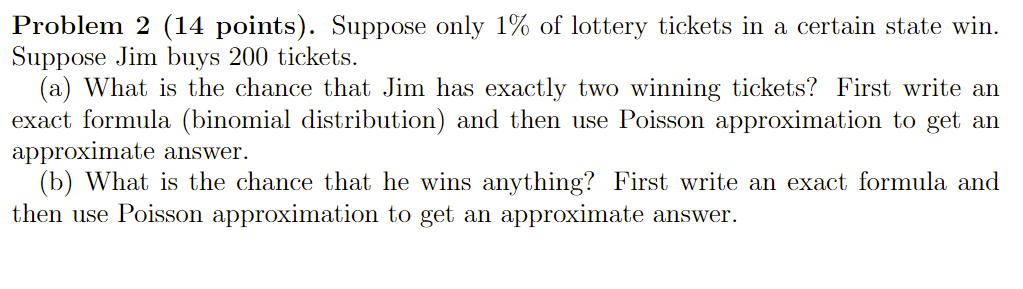 Problem 2 (14 points). Suppose only 1% of lottery tickets in a certain state win.
Suppose Jim buys 200 tickets.
(a) What is the chance that Jim has exactly two winning tickets? First write an
exact formula (binomial distribution) and then use Poisson approximation to get an
approximate answer.
(b) What is the chance that he wins anything? First write an exact formula and
then use Poisson approximation to get an approximate answer.